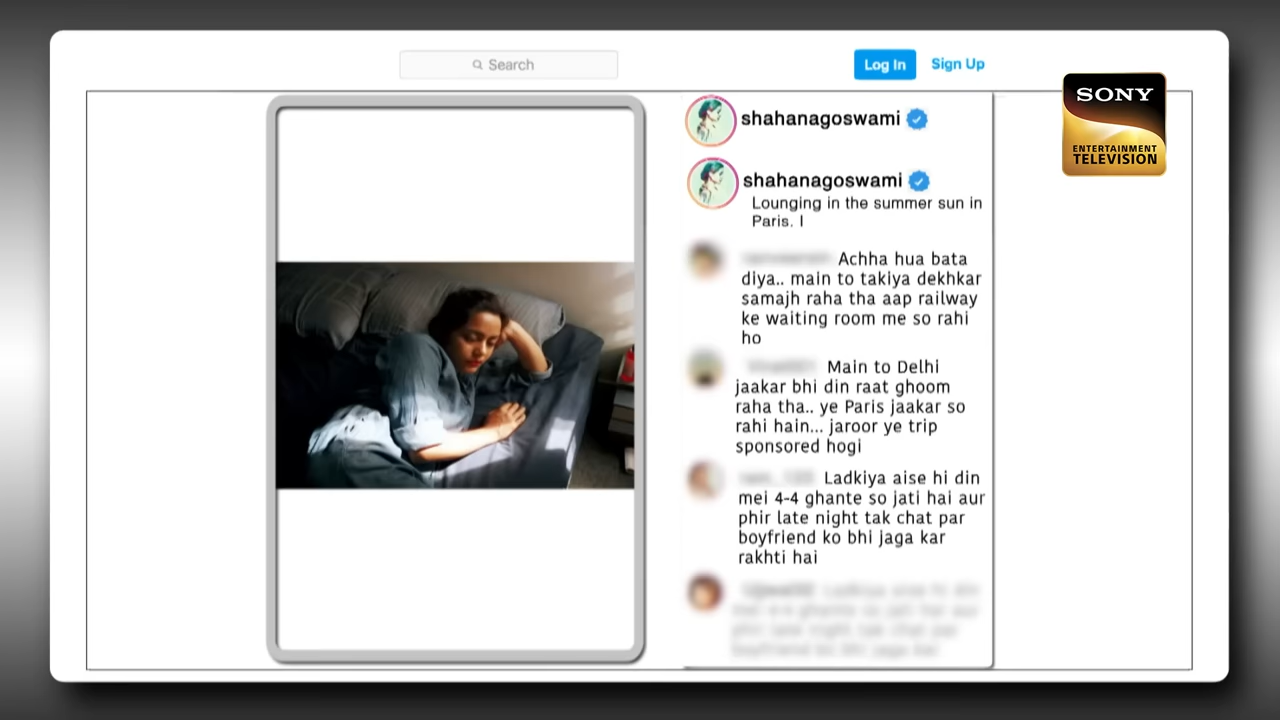 Search
Log In
Sign Up
SONY
ENTERTAINMENT
TELEVISION
shahanagoswami
shahanagoswami
Lounging in the summer sun in
Paris. I
Achha hua bata
diya.. main to takiya dekhkar
samajh raha tha aap railway
ke waiting room me so rahi
ho
Main to Delhi
jaakar bhi din raat ghoom
raha tha.. ye Paris jaakar so
rahi hain... jaroor ye trip
sponsored hogi
Ladkiya aise hi din
mei 4-4 ghante so jati hai aur
phir late night tak chat par
boyfriend ko bhi jaga kar
rakhti hai